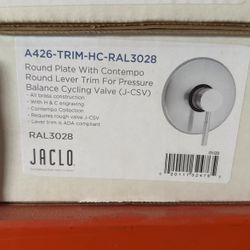 A426-TRIM-HC-RAL3028
Round Plate With Contempo
Round Lever Trim For Pressure
Balance Cycling Valve (J-CSV)
- All brass construction
- With H & C engraving
- Contempo Collection
- Requires rough valve J-CSV
- Lever trim is ADA compliant
RAL3028
JACLO